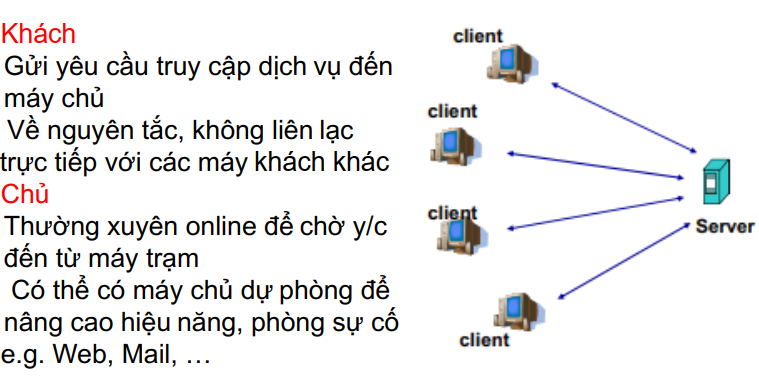 Khách
Gửi yêu cầu truy cập dịch vụ đến
máy chủ
Về nguyên tắc, không liên lạc
trực tiếp với các máy khách khác
Chủ
Thường xuyên online để chờ y/c
đến từ máy trạm
Có thể có máy chủ dự phòng để
nâng cao hiệu năng, phòng sự cố
e.g. Web, Mail, …
client
client
client
client
Server